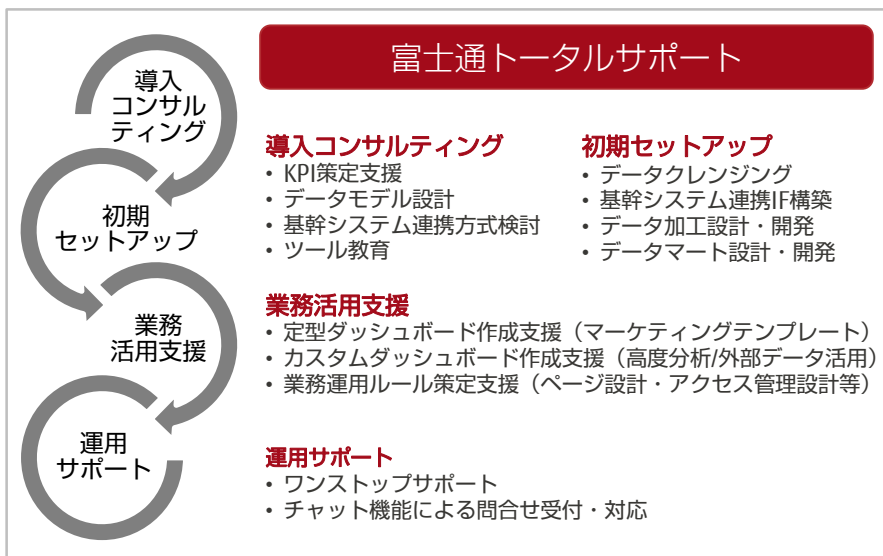 富士通トータルサポート
導入
コンサル
ティング
初期
セットアップ
業務
活用支援
運用
サポート
導入コンサルティング
• KPI策定支援
• データモデル設計
• 基幹システム連携方式検討
• ツール教育
初期セットアップ
• データクレンジング
• 基幹システム連携IF構築
• データ加工設計・開発
• データマート設計・開発
業務活用支援
• 定型ダッシュボード作成支援（マーケティングテンプレート）
• カスタムダッシュボード作成支援（高度分析/外部データ活用）
• 業務運用ルール策定支援（ページ設計・アクセス管理設計等）
運用サポート
• ワンストップサポート
• チャット機能による問合せ受付・対応